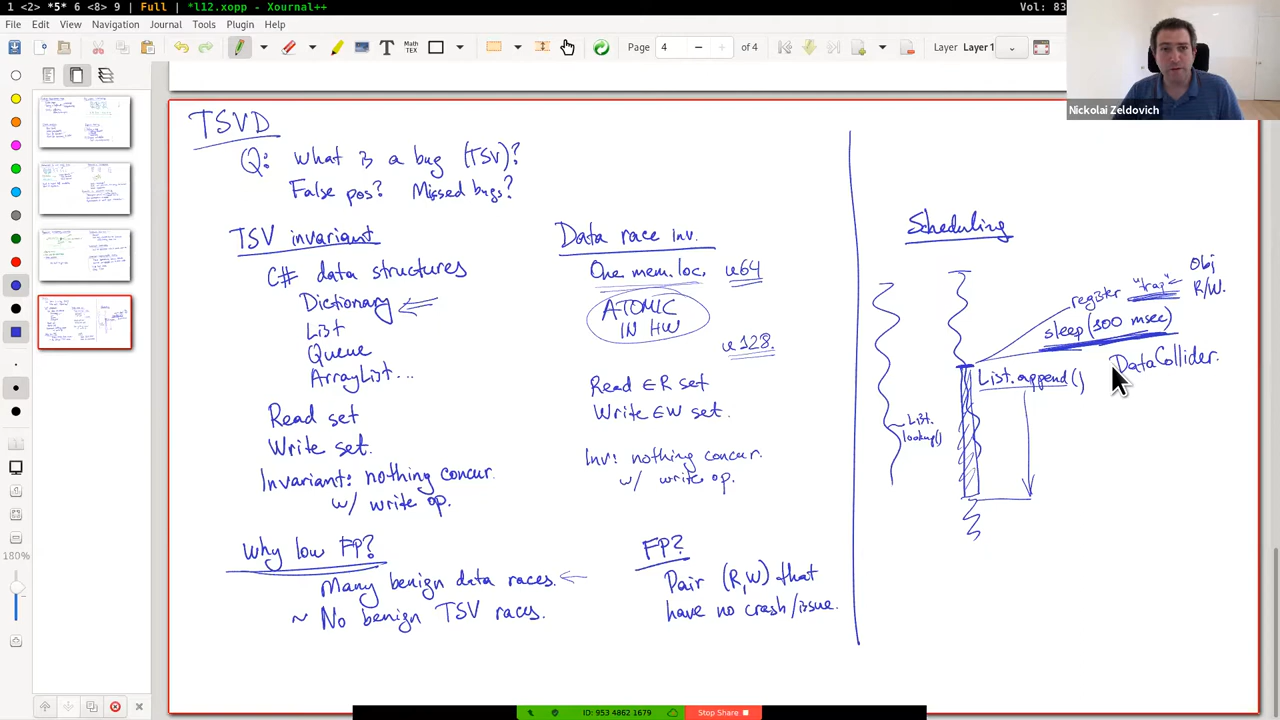 1 <2> *5* 6 <8> 9 | Full | *l12.xopp - Xournal++
Vol: 83
File Edit View Navigation Journal Tools Plugin Help
Page 4 of 4 Layer Layer 1
Nickolai Zeldovich
TSVD
Q: What is a bug (TSV)?
False pos? Missed bugs?
TSV invariant
C# data structures
Dictionary
List
Queue
ArrayList...
Read set
Write set.
Invariant: nothing concur.
w/ write op.
Why low FP?
Many benign data races.
~ No benign TSV races.
Data race Inv.
One mem. loc. u64
ATOMIC
IN HW
u128.
Read ∈ R set
Write ∈ W set.
Inv: nothing concur.
w/ write op.
FP?
Pair (R,W) that
have no crash/issue.
Scheduling
Obj
R/W.
register "trap"
sleep(100 msec)
DataCollider.
List.append()
List.
lookup()
180%
ID: 953 4862 1679 Stop Share